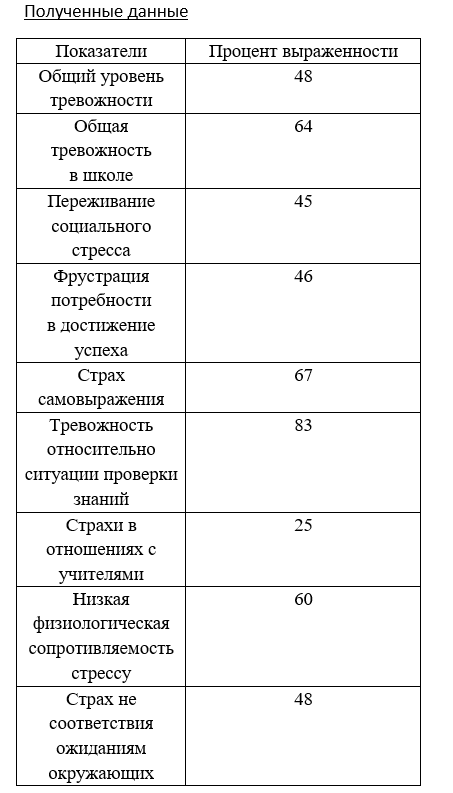 Полученные данные
Показатели Процент выраженности
Общий уровень 48
тревожности
Общая 64
тревожность
в школе
Переживание 45
социального
стресса
Фрустрация 46
потребности
в достижение
успеха
Страх 67
самовыражения
Тревожность 83
относительно
ситуации проверки
знаний
Страхи в 25
отношениях с
учителями
Низкая 60
физиологическая
сопротивляемость
стрессу
Страх не 48
соответствия
ожиданиям
окружающих